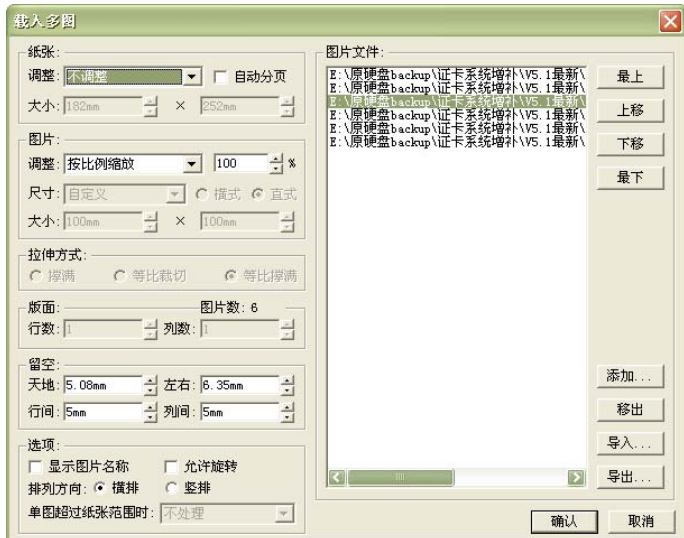 载入多图
纸张:
调整: 不调整 自动分页
大小: 182mm × 252mm
图片:
调整: 按比例缩放 100 %
尺寸: 自定义 横式 直式
大小: 100mm × 100mm
拉伸方式:
撑满 等比裁切 等比撑满
版面: 图片数: 6
行数: 1 列数: 1
留空:
天地: 5.08mm 左右: 6.35mm
行间: 5mm 列间: 5mm
选项:
显示图片名称 允许旋转
排列方向: 横排 竖排
单图超过纸张范围时: 不处理
图片文件:
E:\原硬盘backup\证卡系统增补\V5.1最新\
E:\原硬盘backup\证卡系统增补\V5.1最新\
E:\原硬盘backup\证卡系统增补\V5.1最新\
E:\原硬盘backup\证卡系统增补\V5.1最新\
E:\原硬盘backup\证卡系统增补\V5.1最新\
E:\原硬盘backup\证卡系统增补\V5.1最新\
最上
上移
下移
最下
添加...
移出
导入...
导出...
确认 取消